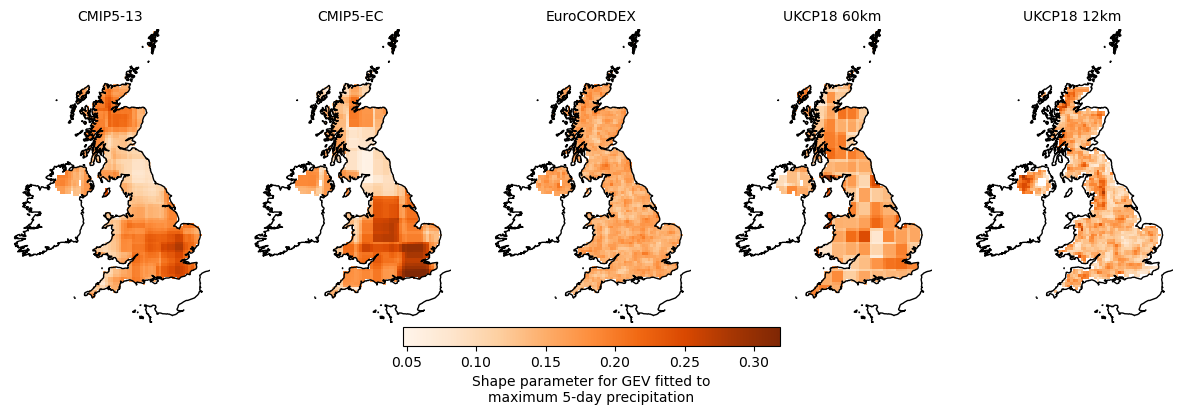 CMIP5-13 CMIP5-EC EuroCORDEX UKCP18 60km UKCP18 12km
0.05 0.10 0.15 0.20 0.25 0.30
Shape parameter for GEV fitted to
maximum 5-day precipitation